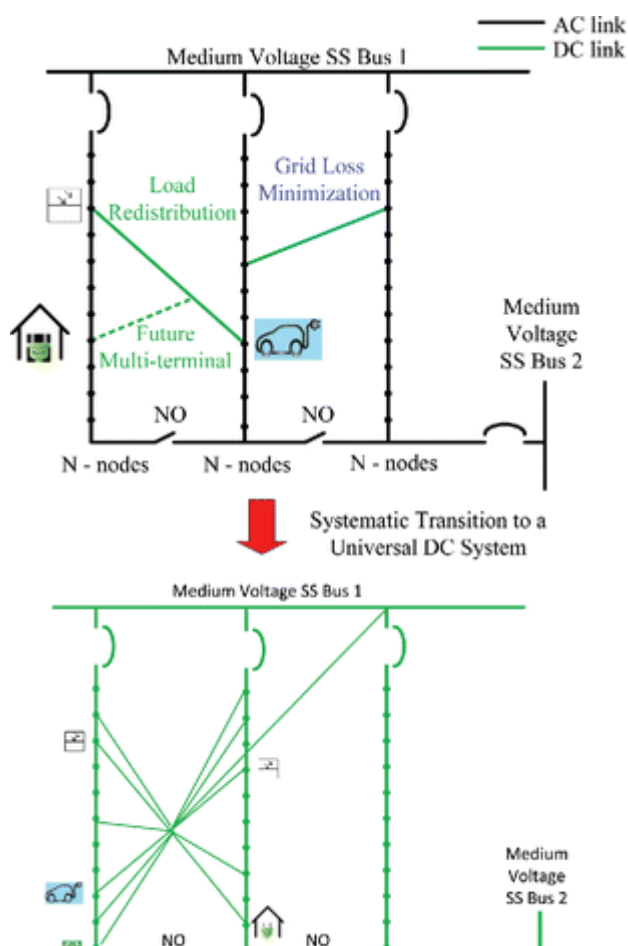 AC link
DC link
Medium Voltage SS Bus 1
Grid Loss
Minimization
Load
Redistribution
Medium
Voltage
SS Bus 2
Future
Multi-terminal
NO
NO
N - nodes
N - nodes
N - nodes
Systematic Transition to a
Universal DC System
Medium Voltage SS Bus 1
Medium
Voltage
SS Bus 2
NO
NO